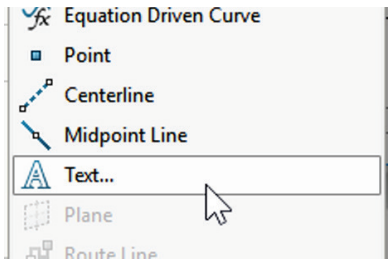 Equation Driven Curve
Point
Centerline
Midpoint Line
Text...
Plane
Route Line